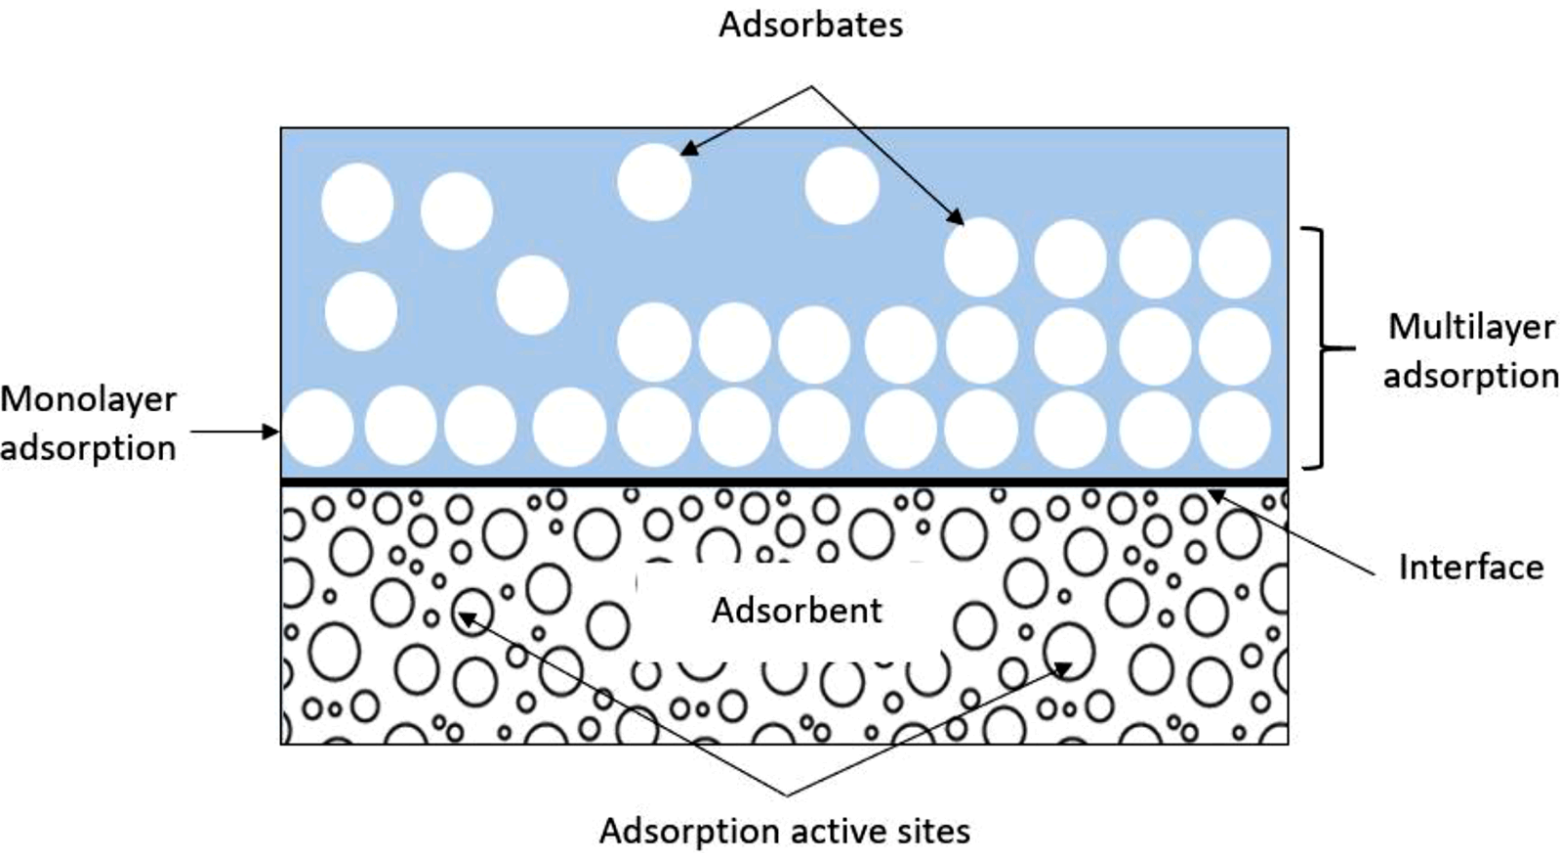 Adsorbates
Multilayer
adsorption
Monolayer
adsorption
Interface
Adsorbent
Adsorption active sites